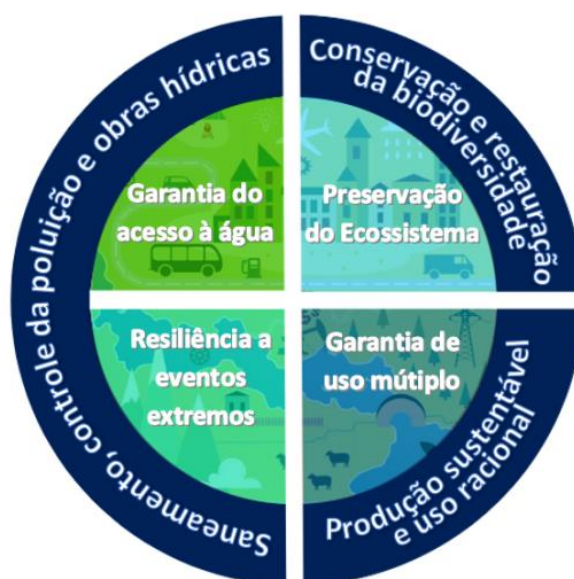 Saneamento, controle da poluição e obras hídricas
Conservação e restauração
da biodiversidade
Garantia do
acesso à água
Preservação
do Ecossistema
Resiliência a
eventos
extremos
Garantia de
uso mútiplo
Produção sustentável
e uso racional